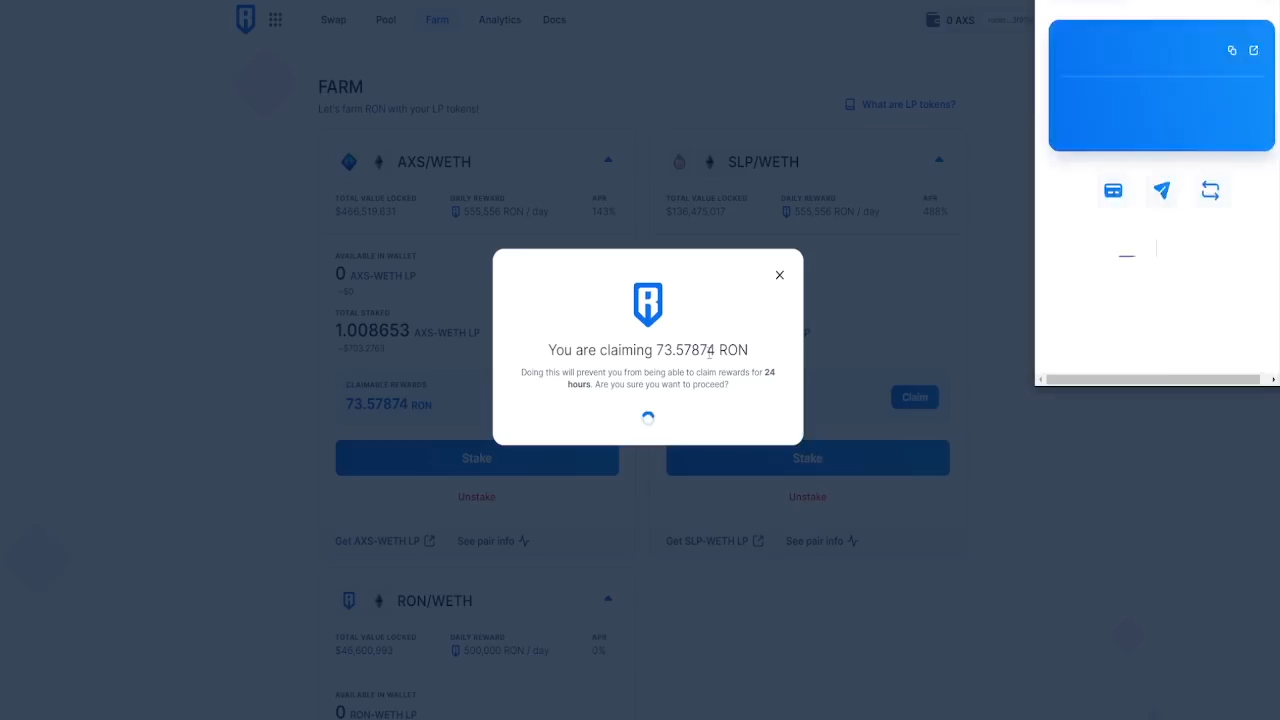 Swap Pool Farm Analytics Docs 0 AXS
FARM
Let's farm RON with your LP tokens!
What are LP tokens?
AXS/WETH
TOTAL VALUE LOCKED DAILY REWARD APR
$466,519,631 555,556 RON / day 143%
AVAILABLE IN WALLET
0 AXS-WETH LP
~$0
TOTAL STAKED
1.008653 AXS-WETH LP
~$703.2763
CLAIMABLE REWARDS
73.57874 RON
Stake
Unstake
Get AXS-WETH LP See pair info
SLP/WETH
TOTAL VALUE LOCKED DAILY REWARD APR
$136,475,017 555,556 RON / day 488%
Claim
Stake
Unstake
Get SLP-WETH LP See pair info
You are claiming 73.57874 RON
Doing this will prevent you from being able to claim rewards for 24
hours. Are you sure you want to proceed?
RON/WETH
TOTAL VALUE LOCKED DAILY REWARD APR
$46,600,993 500,000 RON / day 0%
AVAILABLE IN WALLET
0 RON-WETH LP